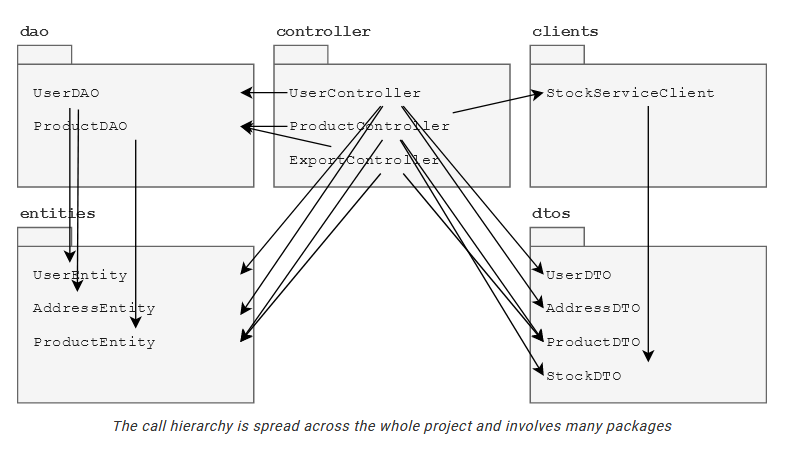 dao
controller
clients
UserDAO
UserController
StockServiceClient
ProductDAO
ProductController
ExportController
entities
dtos
UserEntity
UserDTO
AddressEntity
AddressDTO
ProductEntity
ProductDTO
StockDTO
The call hierarchy is spread across the whole project and involves many packages